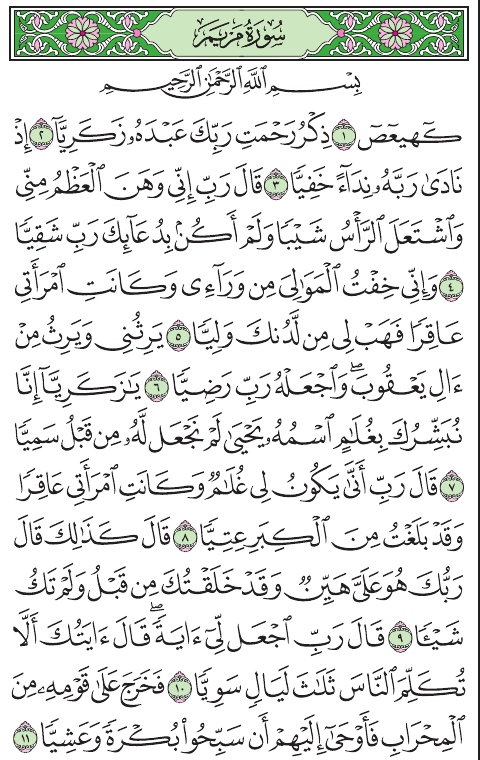 سُورَةُ مَرْيَمَ
بِسْمِ ٱللَّهِ ٱلرَّحْمَٰنِ ٱلرَّحِيمِ
كٓهيعٓصٓ ١ ذِكْرُ رَحْمَتِ رَبِّكَ عَبْدَهُۥ زَكَرِيَّآ ٢ إِذْ
نَادَىٰ رَبَّهُۥ نِدَآءً خَفِيًّا ٣ قَالَ رَبِّ إِنِّى وَهَنَ ٱلْعَظْمُ مِنِّى
وَٱشْتَعَلَ ٱلرَّأْسُ شَيْبًا وَلَمْ أَكُنۢ بِدُعَآئِكَ رَبِّ شَقِيًّا
٤ وَإِنِّى خِفْتُ ٱلْمَوَٰلِىَ مِن وَرَآءِى وَكَانَتِ ٱمْرَأَتِى
عَاقِرًا فَهَبْ لِى مِن لَّدُنكَ وَلِيًّا ٥ يَرِثُنِى وَيَرِثُ مِنْ
ءَالِ يَعْقُوبَ ۖ وَٱجْعَلْهُ رَبِّ رَضِيًّا ٦ يَٰزَكَرِيَّآ إِنَّا
نُبَشِّرُكَ بِغُلَٰمٍ ٱسْمُهُۥ يَحْيَىٰ لَمْ نَجْعَل لَّهُۥ مِن قَبْلُ سَمِيًّا
٧ قَالَ رَبِّ أَنَّىٰ يَكُونُ لِى غُلَٰمٌ وَكَانَتِ ٱمْرَأَتِى عَاقِرًا
وَقَدْ بَلَغْتُ مِنَ ٱلْكِبَرِ عِتِيًّا ٨ قَالَ كَذَٰلِكَ قَالَ
رَبُّكَ هُوَ عَلَىَّ هَيِّنٌ وَقَدْ خَلَقْتُكَ مِن قَبْلُ وَلَمْ تَكُ
شَيْـًٔا ٩ قَالَ رَبِّ ٱجْعَل لِّىٓ ءَايَةً ۚ قَالَ ءَايَتُكَ أَلَّا
تُكَلِّمَ ٱلنَّاسَ ثَلَٰثَ لَيَالٍ سَوِيًّا ١٠ فَخَرَجَ عَلَىٰ قَوْمِهِۦ مِنَ
ٱلْمِحْرَابِ فَأَوْحَىٰٓ إِلَيْهِمْ أَن سَبِّحُوا۟ بُكْرَةً وَعَشِيًّا ١١